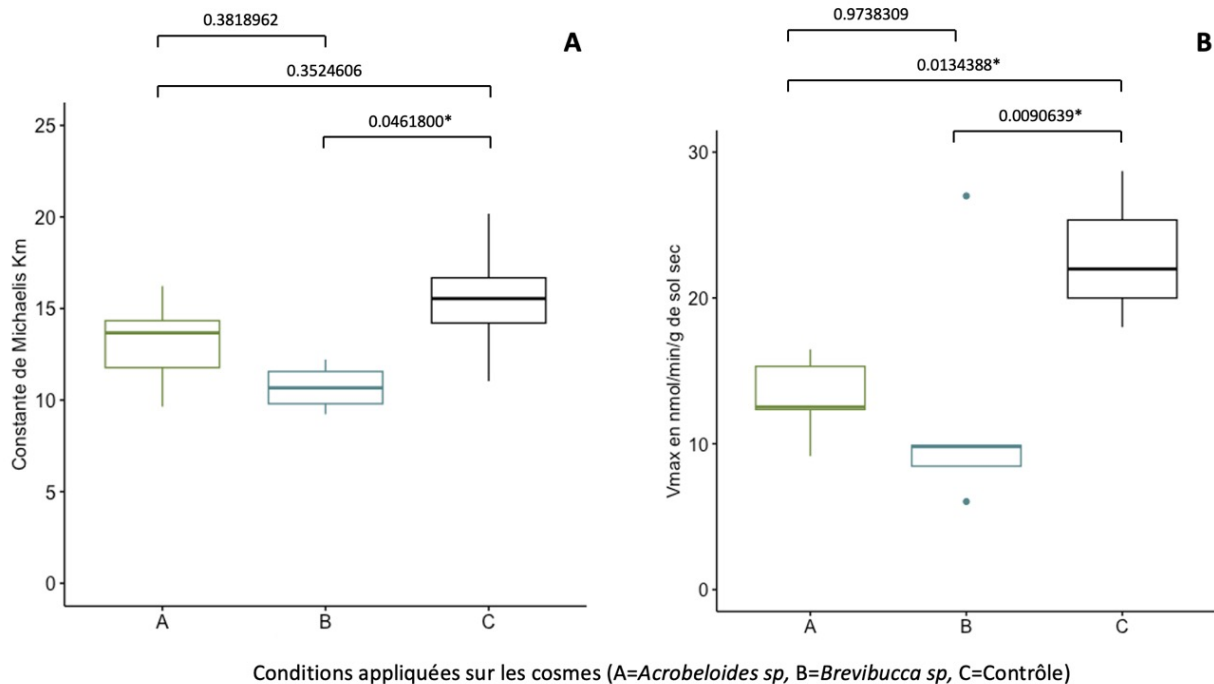 0.3818962
A
0.3524606
0.0461800*
Constante de Michaelis Km
25
20
15
10
5
0
A
B
C
0.9738309
B
0.0134388*
0.0090639*
Vmax en nmol/min/g de sol sec
30
20
10
0
A
B
C
Conditions appliquées sur les cosmes (A=Acrobeloides sp, B=Brevibucca sp, C=Contrôle)